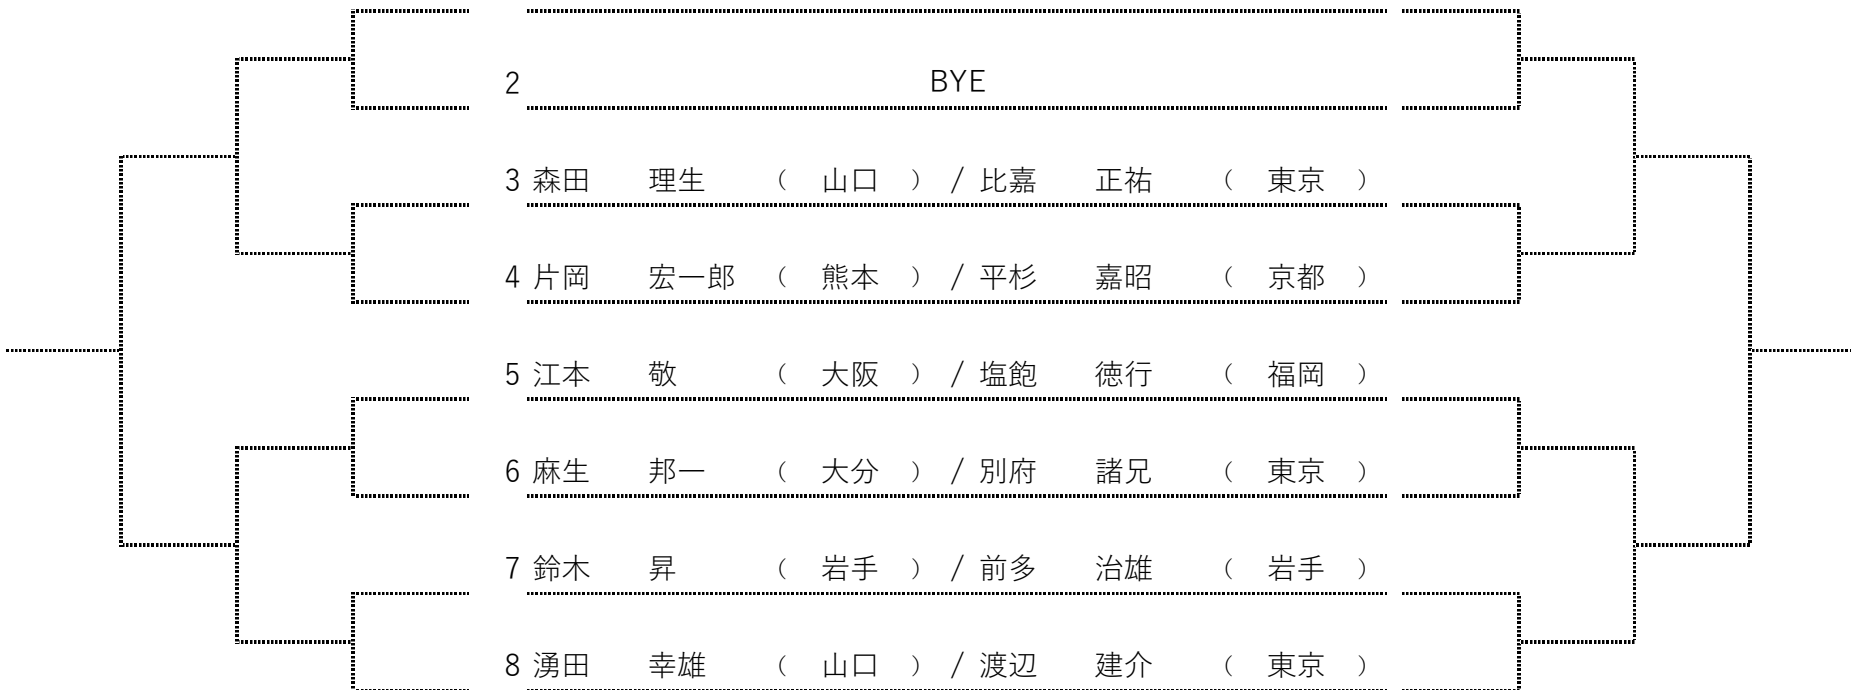 2 BYE
3 森田 理生 （ 山口 ） / 比嘉 正祐 （ 東京 ）
4 片岡 宏一郎 （ 熊本 ） / 平杉 嘉昭 （ 京都 ）
5 江本 敬 （ 大阪 ） / 塩飽 徳行 （ 福岡 ）
6 麻生 邦一 （ 大分 ） / 別府 諸兄 （ 東京 ）
7 鈴木 昇 （ 岩手 ） / 前多 治雄 （ 岩手 ）
8 湧田 幸雄 （ 山口 ） / 渡辺 建介 （ 東京 ）